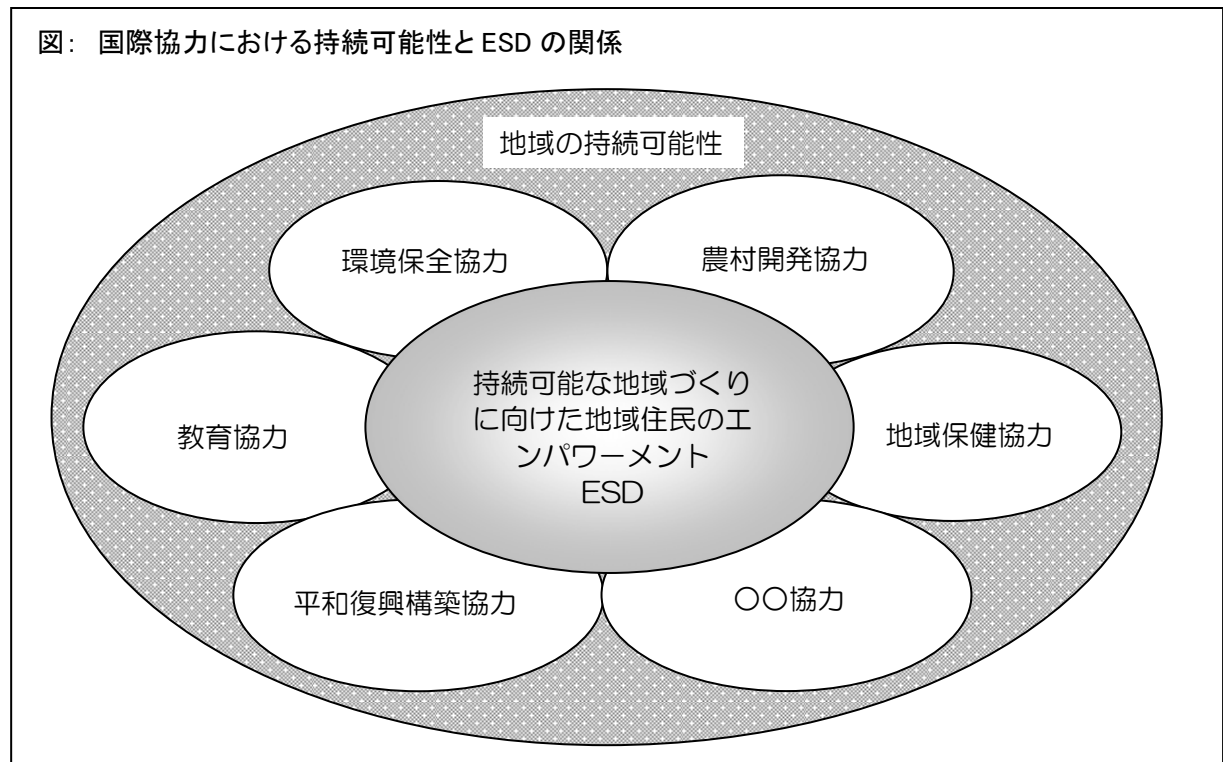 図： 国際協力における持続可能性とESDの関係
地域の持続可能性
環境保全協力
農村開発協力
持続可能な地域づくり
に向けた地域住民のエ
ンパワーメント
ESD
教育協力
地域保健協力
平和復興構築協力
○○協力